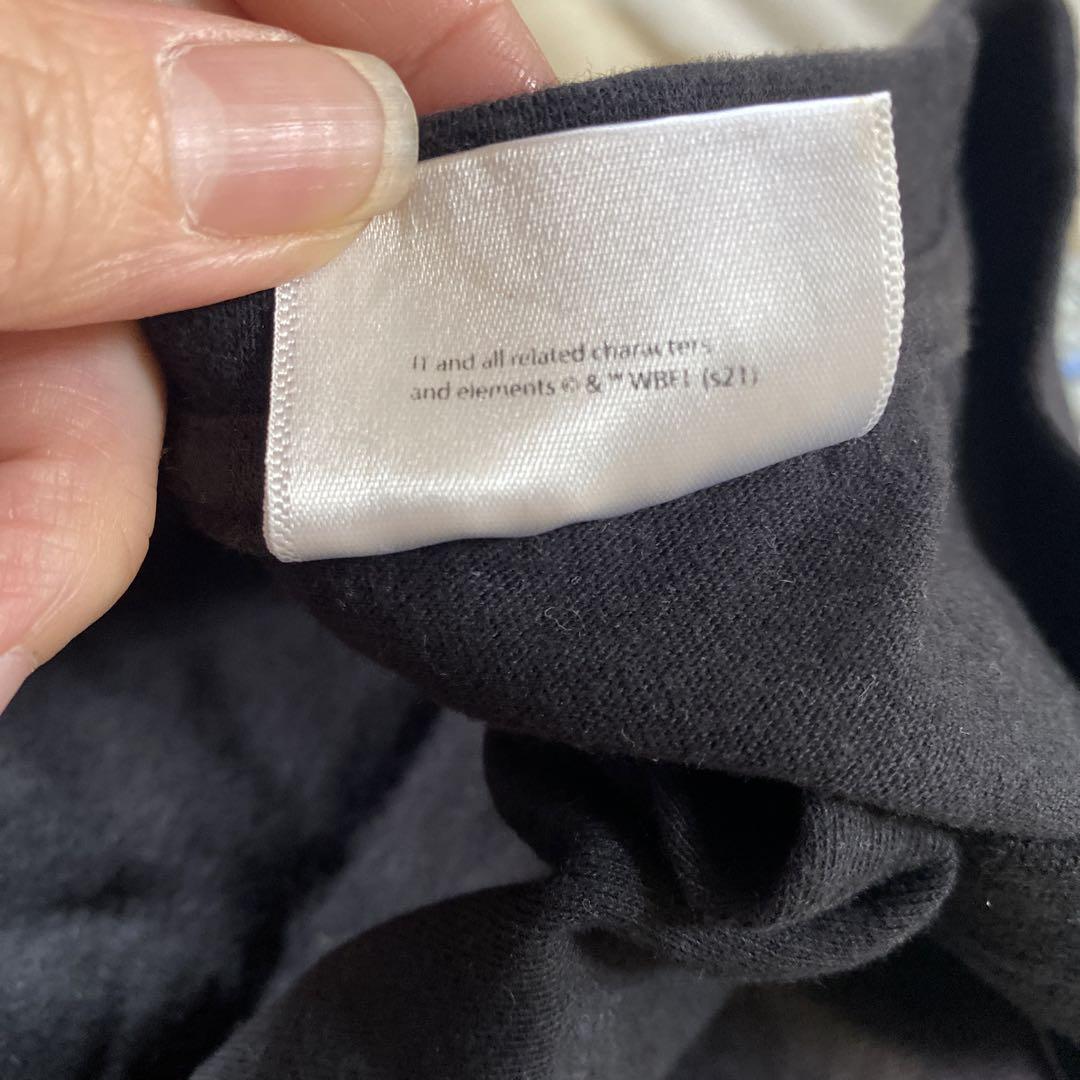 IT and all related characters
and elements © & ™ WBEI (s21)